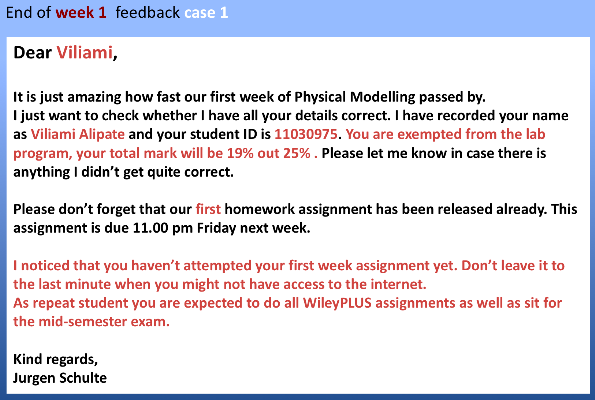 End of week 1 feedback case 1
Dear Viliami,
It is just amazing how fast our first week of Physical Modelling passed by.
I just want to check whether I have all your details correct. I have recorded your name
as Viliami Alipate and your student ID is 11030975. You are exempted from the lab
program, your total mark will be 19% out 25% . Please let me know in case there is
anything I didn't get quite correct.
Please don't forget that our first homework assignment has been released already. This
assignment is due 11.00 pm Friday next week.
I noticed that you haven't attempted your first week assignment yet. Don't leave it to
the last minute when you might not have access to the internet.
As repeat student you are expected to do all WileyPLUS assignments as well as sit for
the mid-semester exam.
Kind regards,
Jurgen Schulte